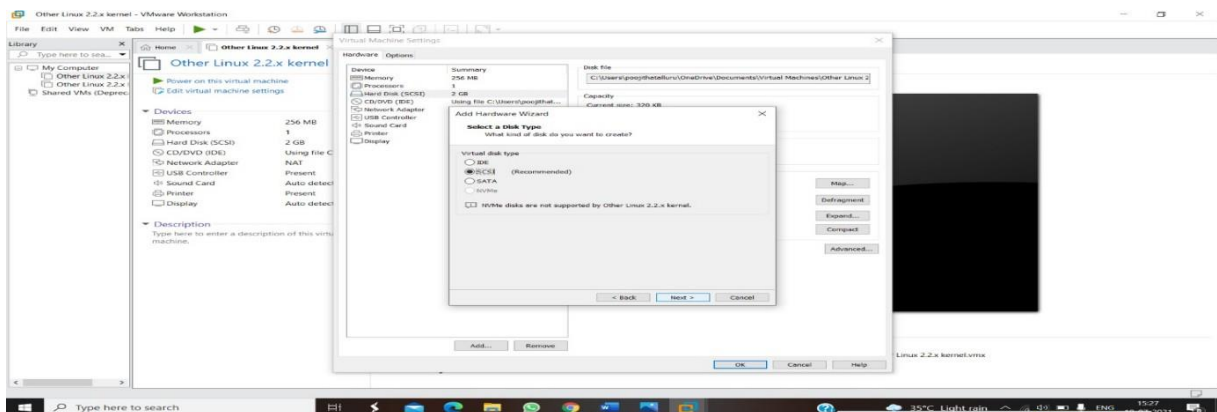 Other Linux 2.2.x kernel - VMware Workstation
File Edit View VM Tabs Help
Library
Type here to sea...
My Computer
Other Linux 2.2.x
Other Linux 2.2.x
Shared VMs (Deprec
Home
Other Linux 2.2.x kernel
Other Linux 2.2.x kernel
Power on this virtual machine
Edit virtual machine settings
Devices
Memory 256 MB
Processors 1
Hard Disk (SCSI) 2 GB
CD/DVD (IDE) Using file C
Network Adapter NAT
USB Controller Present
Sound Card Auto detect
Printer Present
Display Auto detect
Description
Type here to enter a description of this virtu
machine.
Virtual Machine Settings
Hardware Options
Device Summary
Memory 256 MB
Processors 1
Hard Disk (SCSI) 2 GB
CD/DVD (IDE) Using file C:\Users\poojithat...
Network Adapter
USB Controller
Sound Card
Printer
Display
Add... Remove
Disk file
C:\Users\poojithatalluru\OneDrive\Documents\Virtual Machines\Other Linux 2
Capacity
Current size: 320 KB
Map...
Defragment
Expand...
Compact
Advanced...
OK Cancel Help
Add Hardware Wizard
Select a Disk Type
What kind of disk do you want to create?
Virtual disk type
IDE
SCSI (Recommended)
SATA
NVMe
NVMe disks are not supported by Other Linux 2.2.x kernel.
< Back Next > Cancel
Linux 2.2.x kernel.vmx
Type here to search
35°C Light rain
ENG
15:27